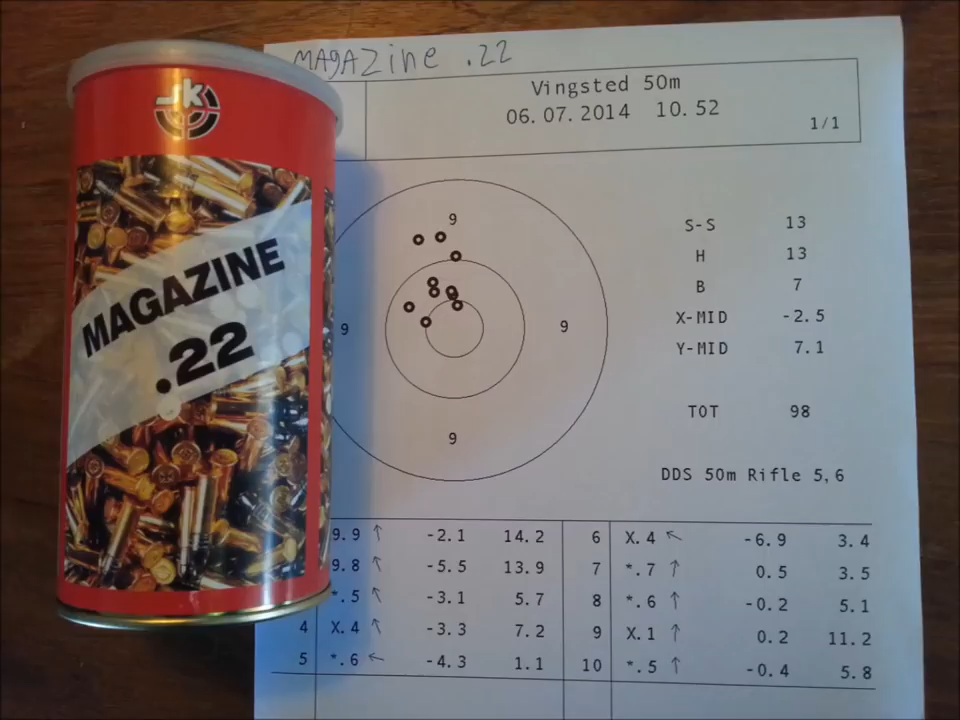 MAGAZine .22
Vingsted 50m
06.07.2014 10.52
1/1
SK
MAGAZINE
.22
9
9
9
9
S-S 13
H 13
B 7
X-MID -2.5
Y-MID 7.1
TOT 98
DDS 50m Rifle 5,6
9.9 ↑ -2.1 14.2 6 X.4 ↖ -6.9 3.4
9.8 ↖ -5.5 13.9 7 *.7 ↑ 0.5 3.5
*.5 ↖ -3.1 5.7 8 *.6 ↑ -0.2 5.1
4 X.4 ↖ -3.3 7.2 9 X.1 ↑ 0.2 11.2
5 *.6 ← -4.3 1.1 10 *.5 ↑ -0.4 5.8